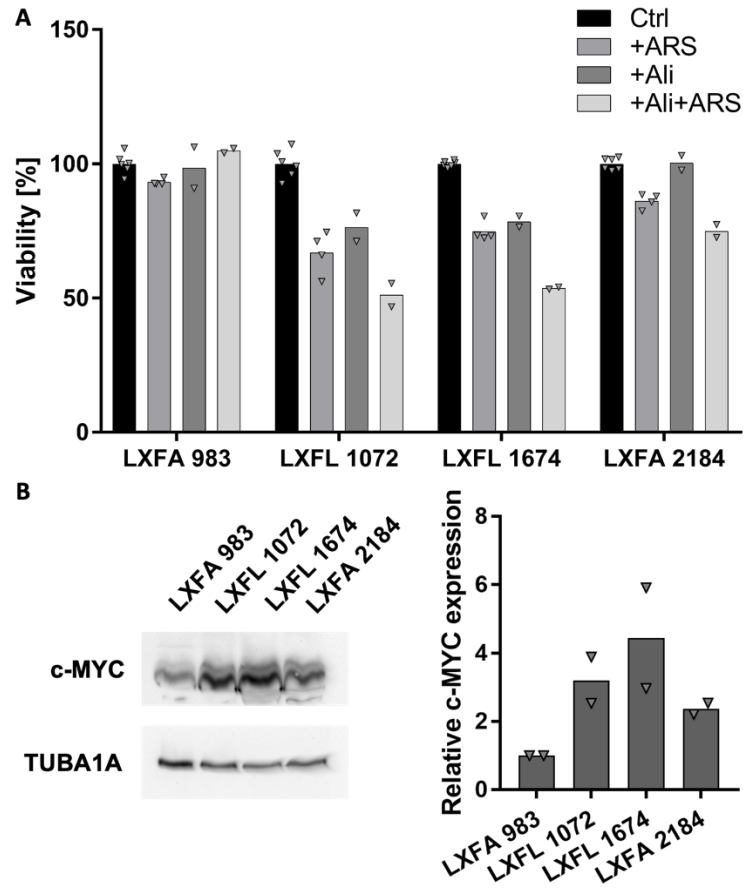 A
Ctrl
+ARS
+Ali
+Ali+ARS
Viability [%]
150
100
50
0
LXFA 983
LXFL 1072
LXFL 1674
LXFA 2184
B
LXFA 983
LXFL 1072
LXFL 1674
LXFA 2184
c-MYC
TUBA1A
Relative c-MYC expression
8
6
4
2
0
LXFA 983
LXFL 1072
LXFL 1674
LXFA 2184